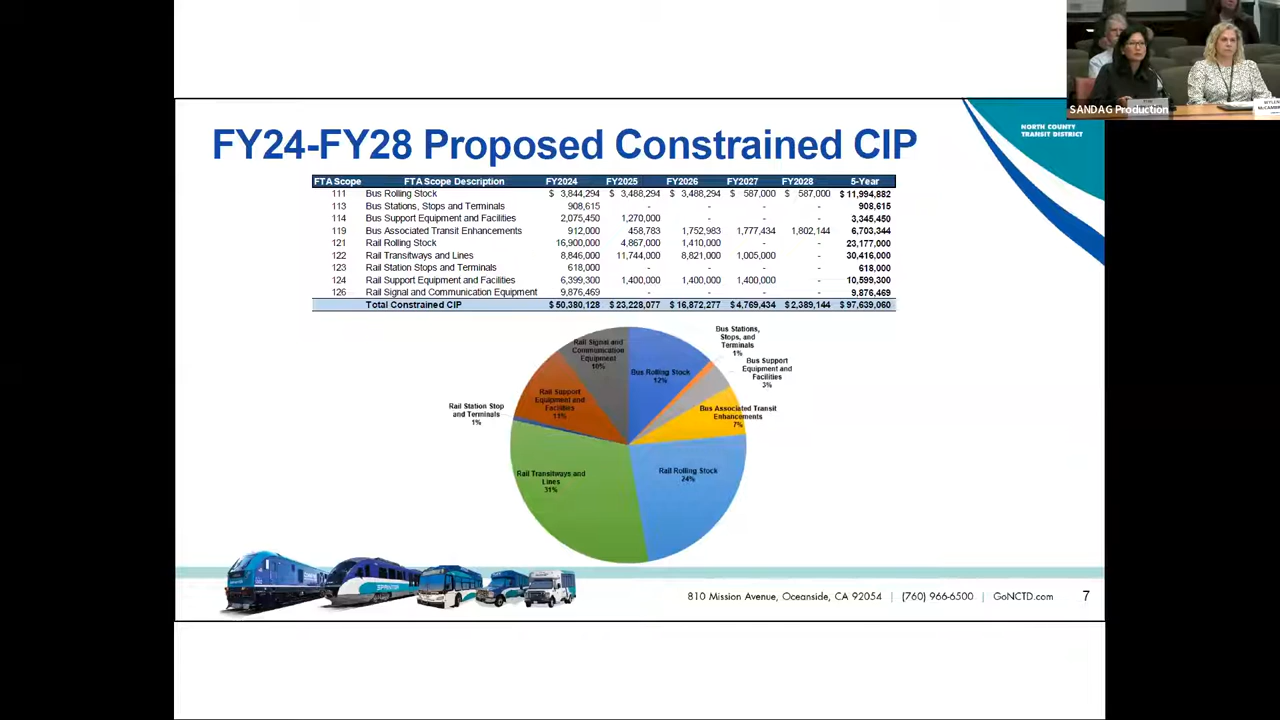 SANDAG Production
NORTH COUNTY
TRANSIT DISTRICT
FY24-FY28 Proposed Constrained CIP
FTA Scope FTA Scope Description FY2024 FY2025 FY2026 FY2027 FY2028 5-Year
111 Bus Rolling Stock $ 3,844,294 $ 3,488,294 $ 3,488,294 $ 587,000 $ 587,000 $ 11,994,882
113 Bus Stations, Stops and Terminals 908,615 - - - - 908,615
114 Bus Support Equipment and Facilities 2,075,450 1,270,000 - - - 3,345,450
119 Bus Associated Transit Enhancements 912,000 458,783 1,752,983 1,777,434 1,802,144 6,703,344
121 Rail Rolling Stock 16,900,000 4,867,000 1,410,000 - - 23,177,000
122 Rail Transitways and Lines 8,846,000 11,744,000 8,821,000 1,005,000 - 30,416,000
123 Rail Station Stops and Terminals 618,000 - - - - 618,000
124 Rail Support Equipment and Facilities 6,399,300 1,400,000 1,400,000 1,400,000 - 10,599,300
126 Rail Signal and Communication Equipment 9,876,469 - - - - 9,876,469
Total Constrained CIP $ 50,380,128 $ 23,228,077 $ 16,872,277 $ 4,769,434 $ 2,389,144 $ 97,639,060
Bus Stations,
Stops, and
Terminals
1%
Rail Signal and
Communication
Equipment
10%
Bus Rolling Stock
12%
Bus Support
Equipment and
Facilities
3%
Rail Support
Equipment and
Facilities
11%
Rail Station Stop
and Terminals
1%
Bus Associated Transit
Enhancements
7%
Rail Transitways and
Lines
31%
Rail Rolling Stock
24%
SPRINTER
810 Mission Avenue, Oceanside, CA 92054 | (760) 966-6500 | GoNCTD.com 7